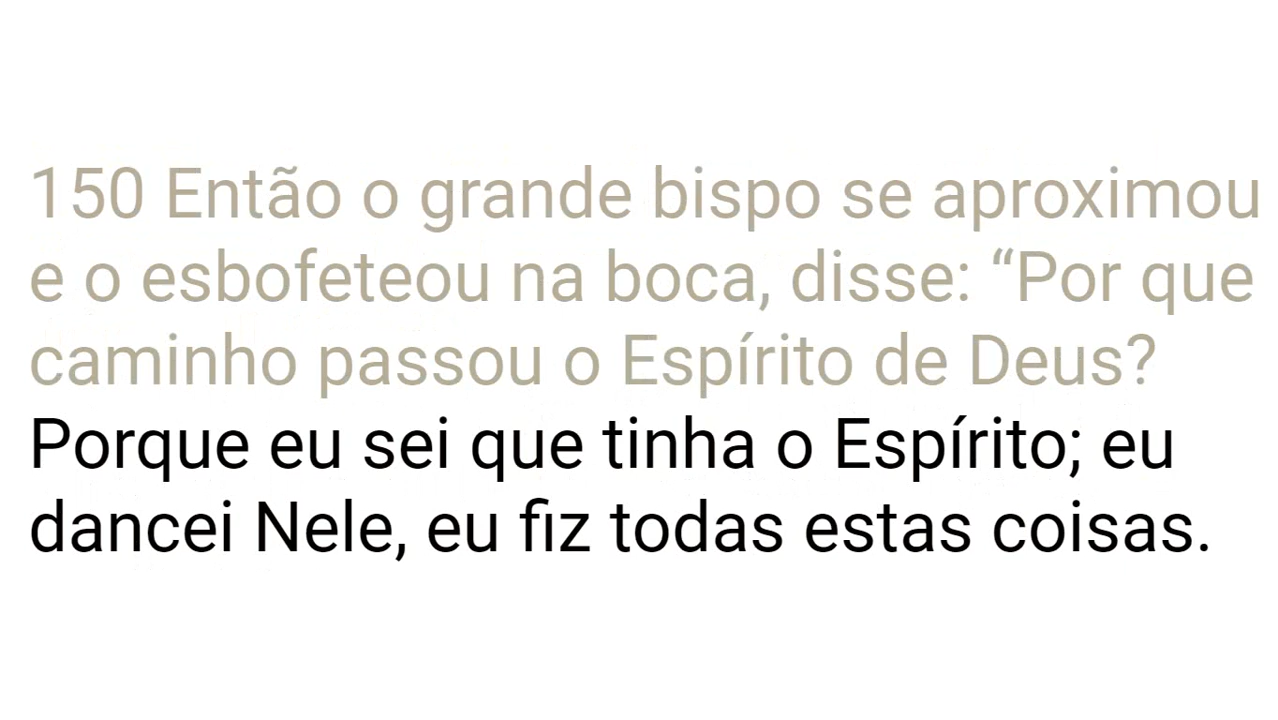 150 Então o grande bispo se aproximou
e o esbofeteou na boca, disse: “Por que
caminho passou o Espírito de Deus?
Porque eu sei que tinha o Espírito; eu
dancei Nele, eu fiz todas estas coisas.